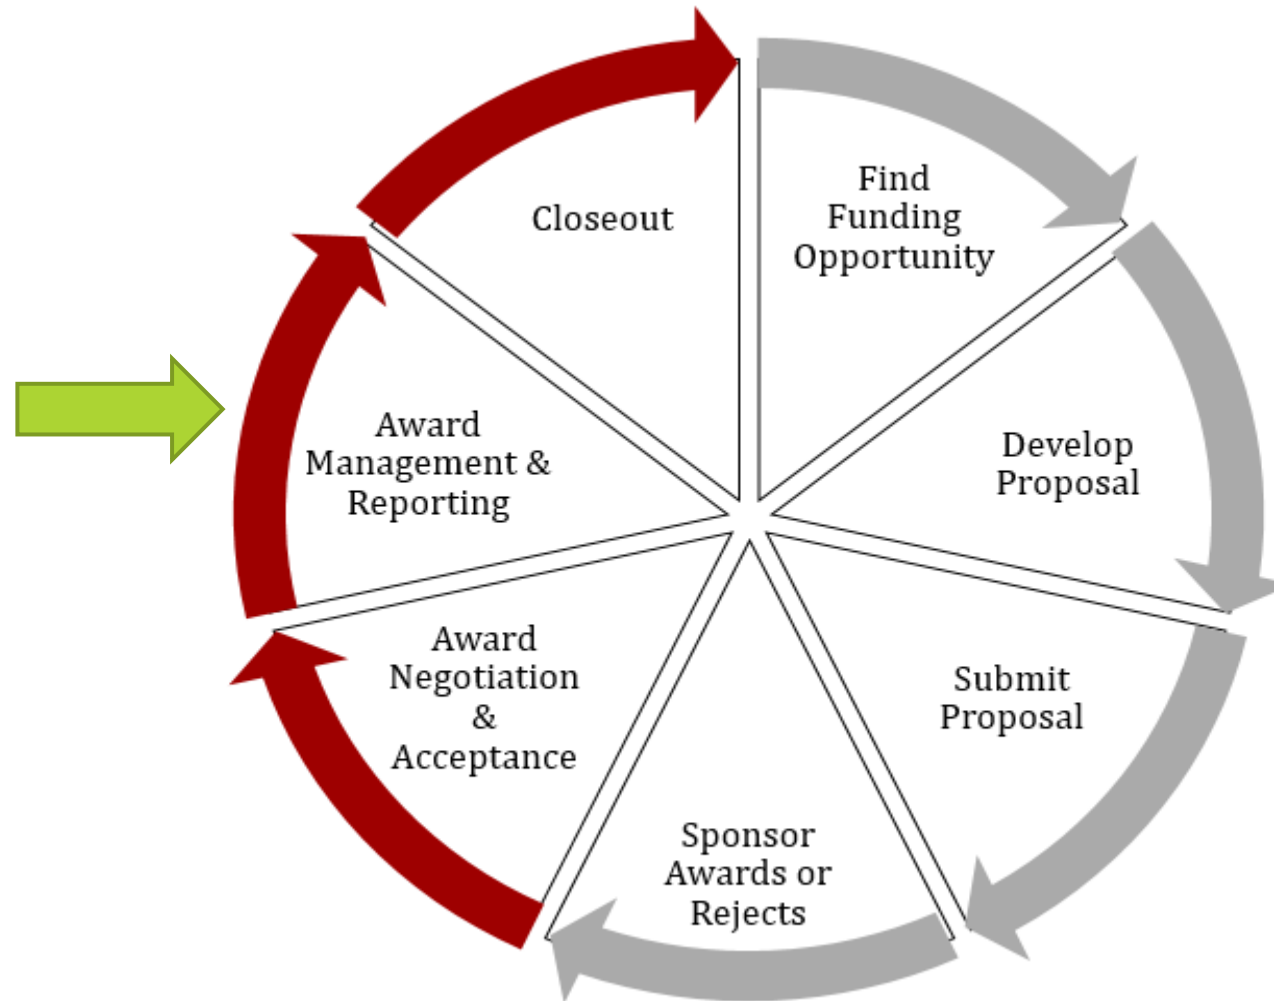 Find
Funding
Opportunity
Develop
Proposal
Submit
Proposal
Sponsor
Awards or
Rejects
Award
Negotiation
&
Acceptance
Award
Management &
Reporting
Closeout